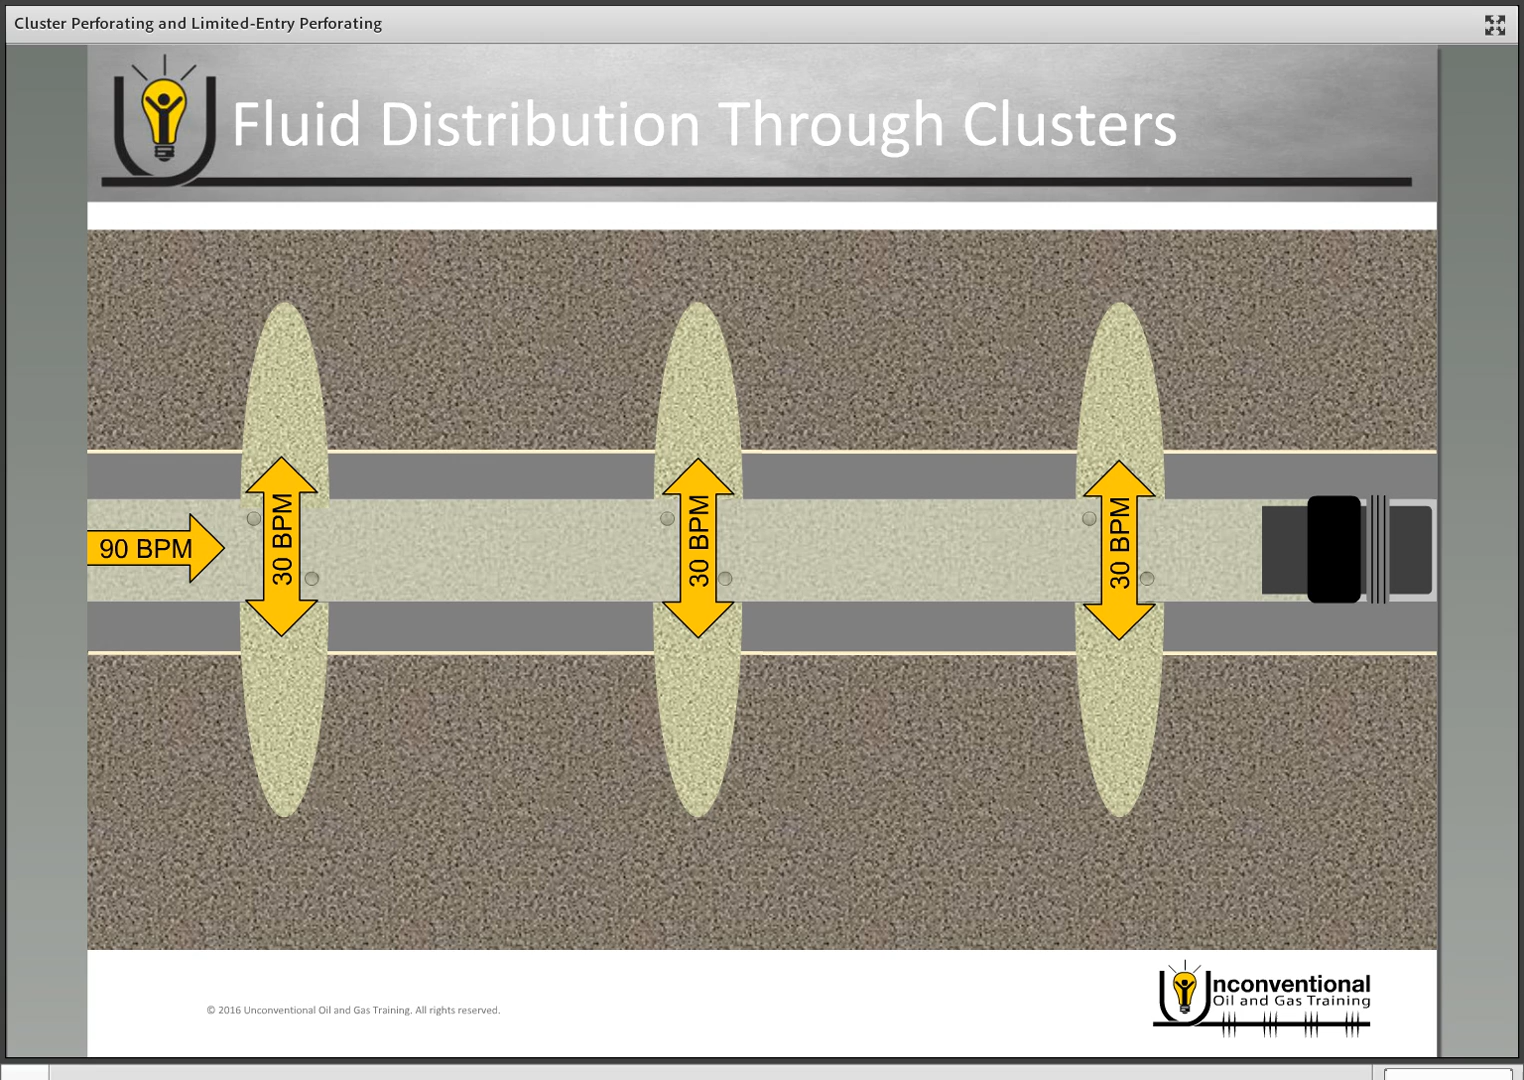 Cluster Perforating and Limited-Entry Perforating
Fluid Distribution Through Clusters
90 BPM
30 BPM
30 BPM
30 BPM
© 2016 Unconventional Oil and Gas Training. All rights reserved.
Unconventional
Oil and Gas Training